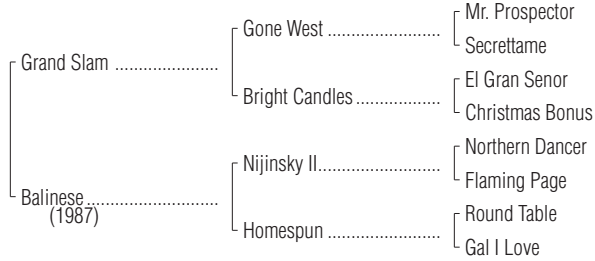 Mr. Prospector
Gone West ......................
Secrettame
Grand Slam ....................
El Gran Senor
Bright Candles.................
Christmas Bonus
Northern Dancer
Nijinsky II........................
Flaming Page
Balinese..........................
(1987)
Round Table
Homespun ......................
Gal I Love